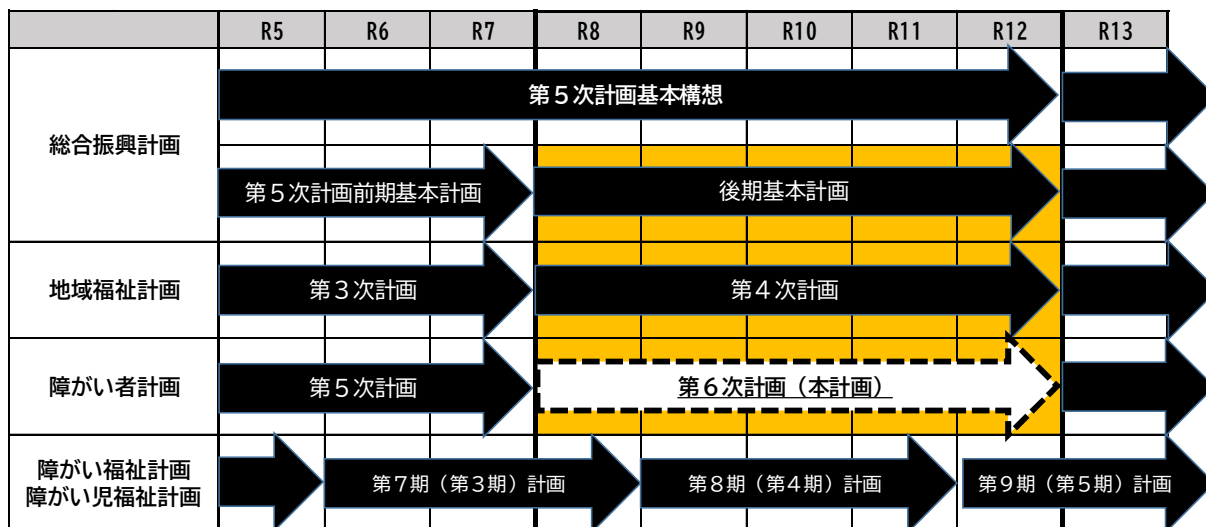 R5 R6 R7 R8 R9 R10 R11 R12 R13
総合振興計画
第５次計画基本構想
第５次計画前期基本計画 後期基本計画
地域福祉計画 第３次計画 第４次計画
障がい者計画 第５次計画 第６次計画（本計画）
障がい福祉計画
障がい児福祉計画
第７期（第３期）計画 第８期（第４期）計画 第９期（第５期）計画